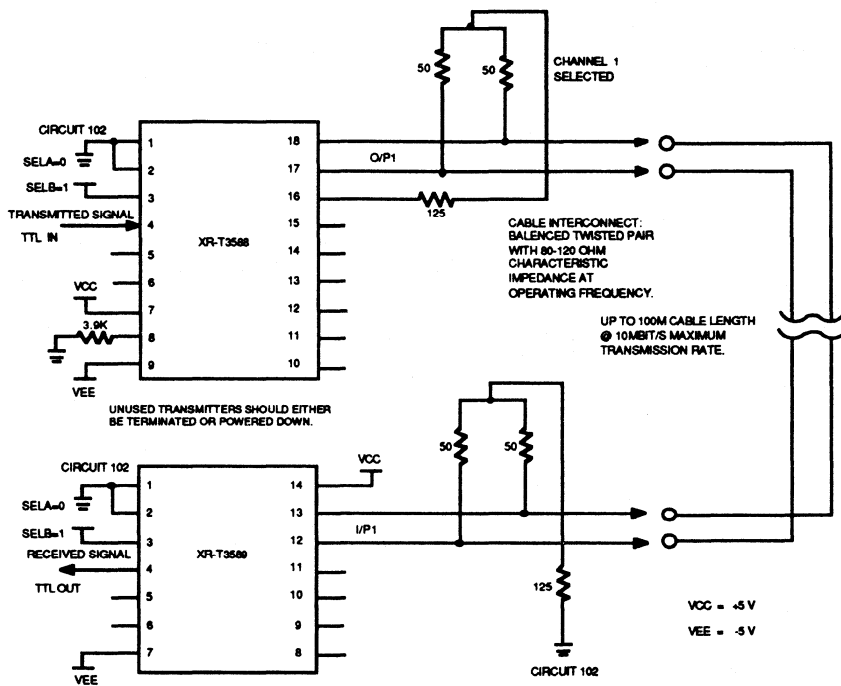 50
50
CHANNEL 1
SELECTED
CIRCUIT 102
SELA=0
SELB=1
TRANSMITTED SIGNAL
TTL IN
VCC
3.9K
VEE
1
2
3
4
5
6
7
8
9
XR-T3588
18
17
16
15
14
13
12
11
10
O/P1
125
CABLE INTERCONNECT:
BALENCED TWISTED PAIR
WITH 80-120 OHM
CHARACTERISTIC
IMPEDANCE AT
OPERATING FREQUENCY.
UP TO 100M CABLE LENGTH
@ 10MBIT/S MAXIMUM
TRANSMISSION RATE.
UNUSED TRANSMITTERS SHOULD EITHER
BE TERMINATED OR POWERED DOWN.
50
50
CIRCUIT 102
SELA=0
SELB=1
RECEIVED SIGNAL
TTL OUT
VEE
1
2
3
4
5
6
7
XR-T3589
VCC
14
13
12
11
10
9
8
I/P1
125
CIRCUIT 102
VCC = +5 V
VEE = -5 V